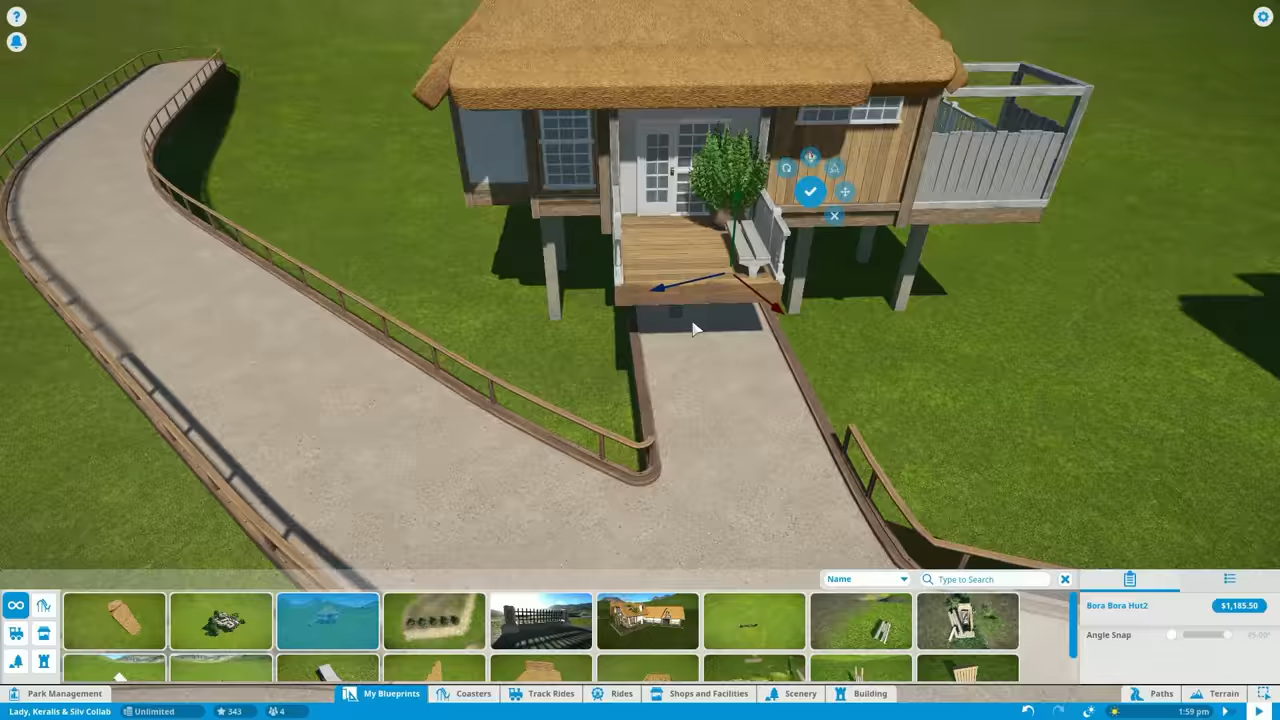 ?
Name
Type to Search
Bora Bora Hut2
$1,185.50
Angle Snap
Park Management
My Blueprints
Coasters
Track Rides
Rides
Shops and Facilities
Scenery
Building
Paths
Terrain
Lady, Keralis & Silv Collab
Unlimited
343
4
1:59 pm